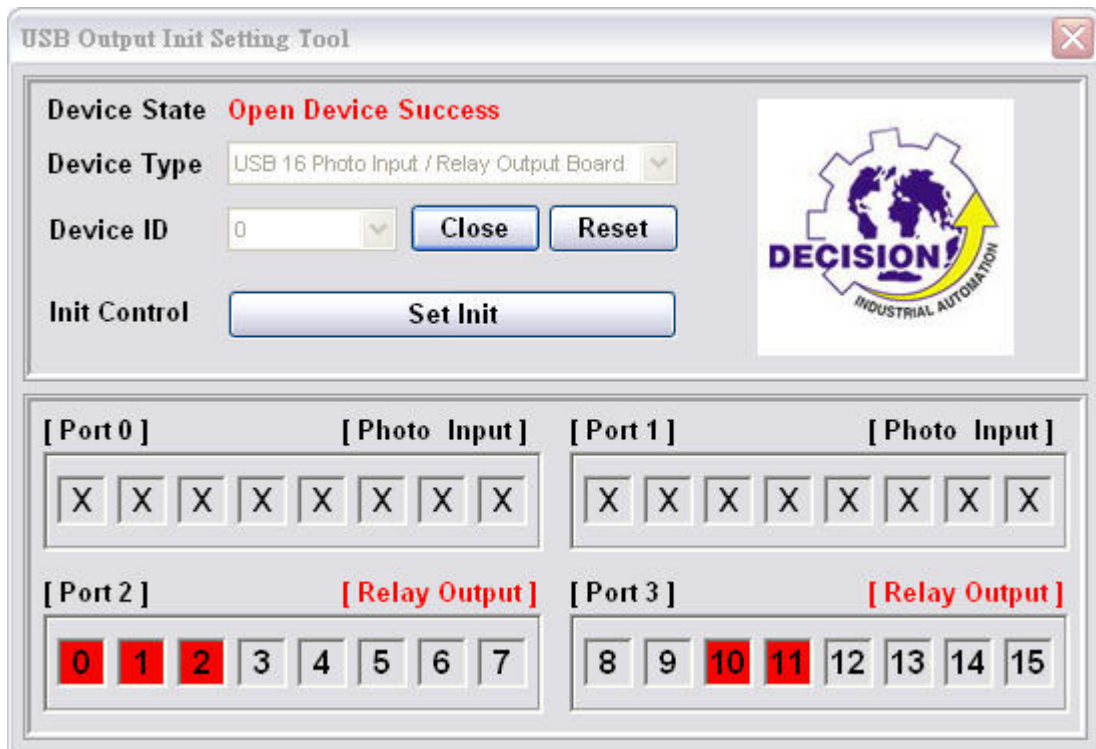 USB Output Init Setting Tool
Device State Open Device Success
Device Type USB 16 Photo Input / Relay Output Board
Device ID 0 Close Reset
Init Control Set Init
DECISION
INDUSTRIAL AUTOMATION
[ Port 0 ] [ Photo Input ] [ Port 1 ] [ Photo Input ]
X X X X X X X X X X X X X X X X
[ Port 2 ] [ Relay Output ] [ Port 3 ] [ Relay Output ]
0 1 2 3 4 5 6 7 8 9 10 11 12 13 14 15